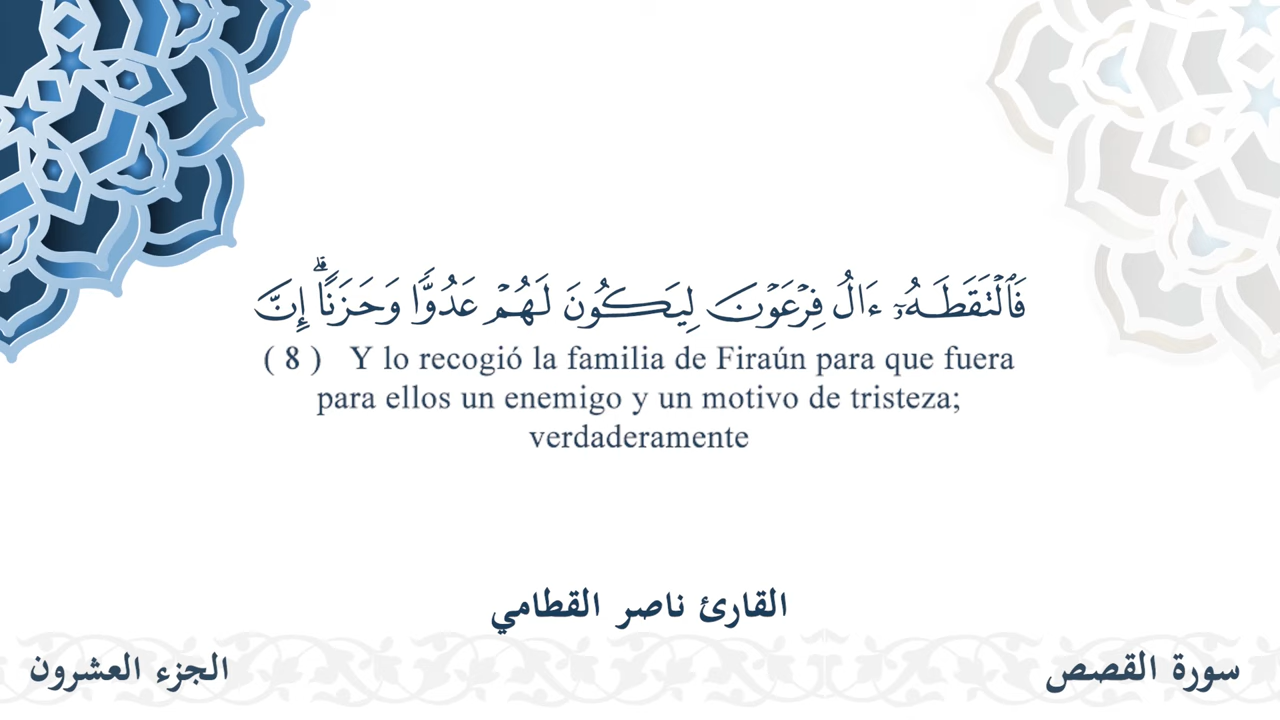 فَٱلۡتَقَطَهُۥٓ ءَالُ فِرۡعَوۡنَ لِيَكُونَ لَهُمۡ عَدُوّٗا وَحَزَنًاۗ إِنَّ
( 8 ) Y lo recogió la familia de Firaún para que fuera
para ellos un enemigo y un motivo de tristeza;
verdaderamente
القارئ ناصر القطامي
سورة القصص
الجزء العشرون